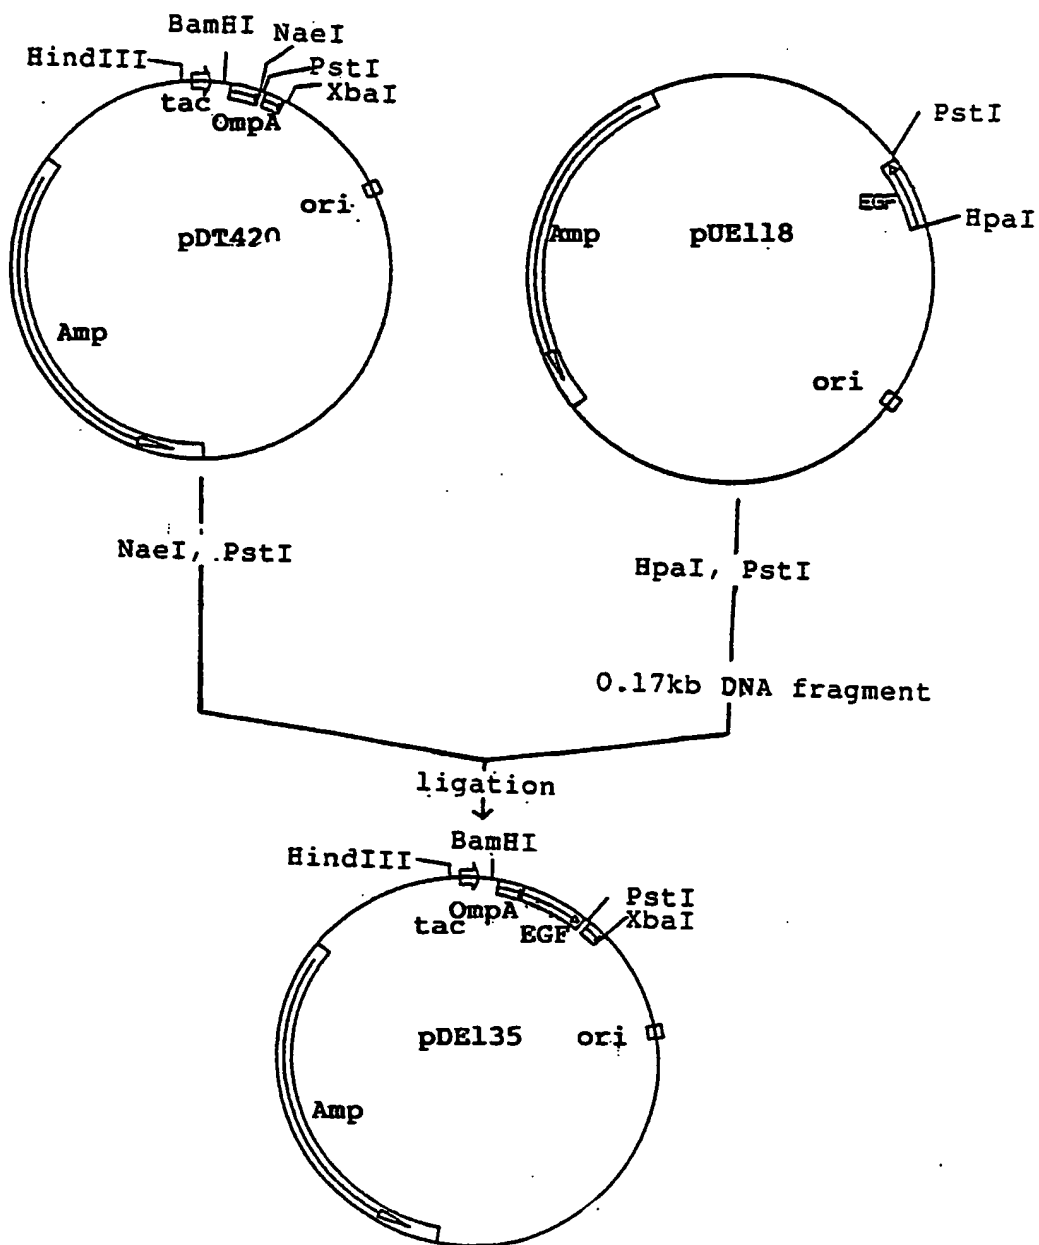 BamHI
NaeI
HindIII
PstI
XbaI
tac
OmpA
ori
pDT420
Amp
PstI
EGF
HpaI
Amp
pUE118
ori
NaeI, PstI
HpaI, PstI
0.17kb DNA fragment
ligation
BamHI
HindIII
PstI
OmpA
XbaI
tac
EGF
pDE135
ori
Amp